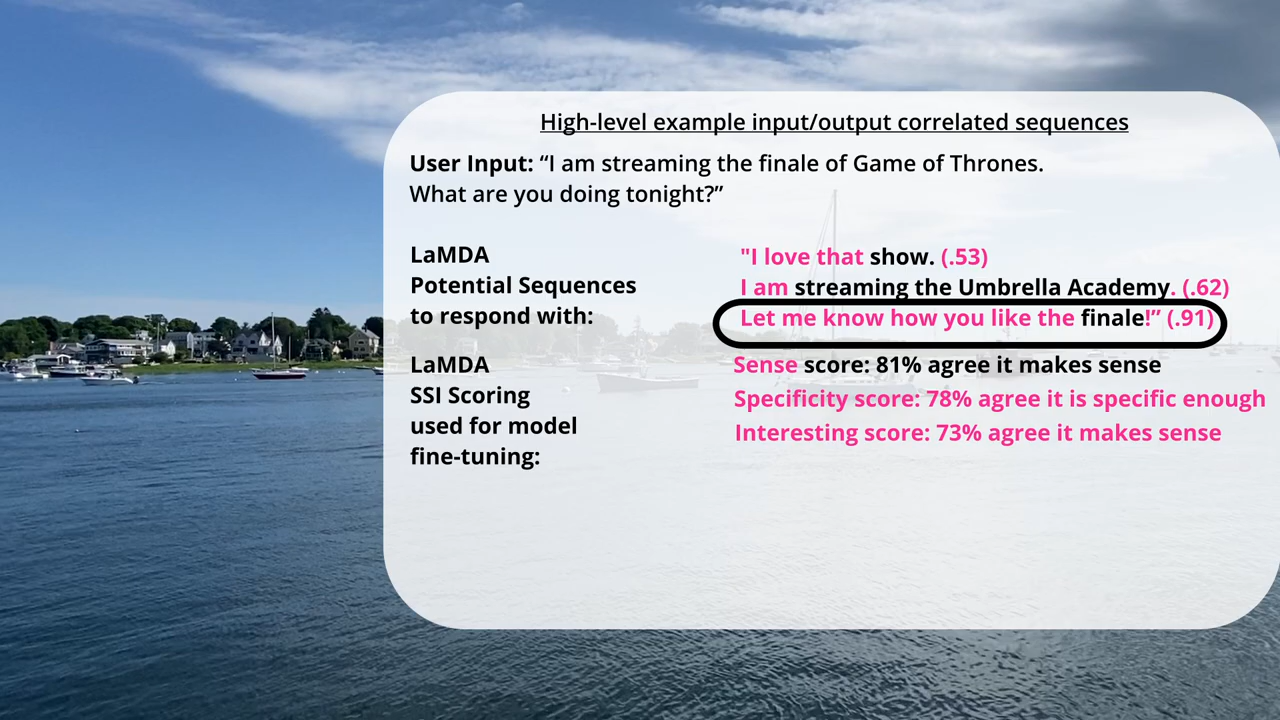 High-level example input/output correlated sequences
User Input: “I am streaming the finale of Game of Thrones.
What are you doing tonight?”
LaMDA
Potential Sequences
to respond with:
"I love that show. (.53)
I am streaming the Umbrella Academy. (.62)
Let me know how you like the finale!” (.91)
LaMDA
SSI Scoring
used for model
fine-tuning:
Sense score: 81% agree it makes sense
Specificity score: 78% agree it is specific enough
Interesting score: 73% agree it makes sense